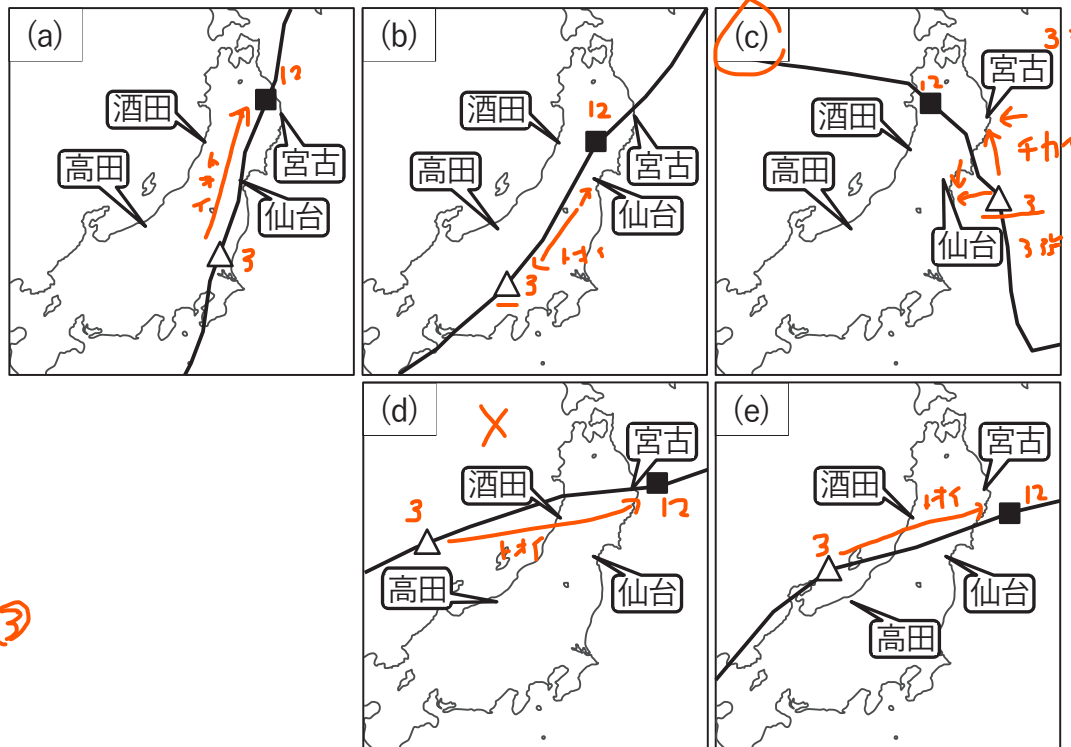 (a)
12
酒田
高田
宮古
仙台
トオイ
3
(b)
12
酒田
高田
宮古
仙台
トオイ
3
(c)
3
12
宮古
酒田
チカイ
高田
仙台
3
(d)
×
宮古
酒田
3
12
トオイ
高田
仙台
(e)
宮古
酒田
トオイ
12
3
仙台
高田
③